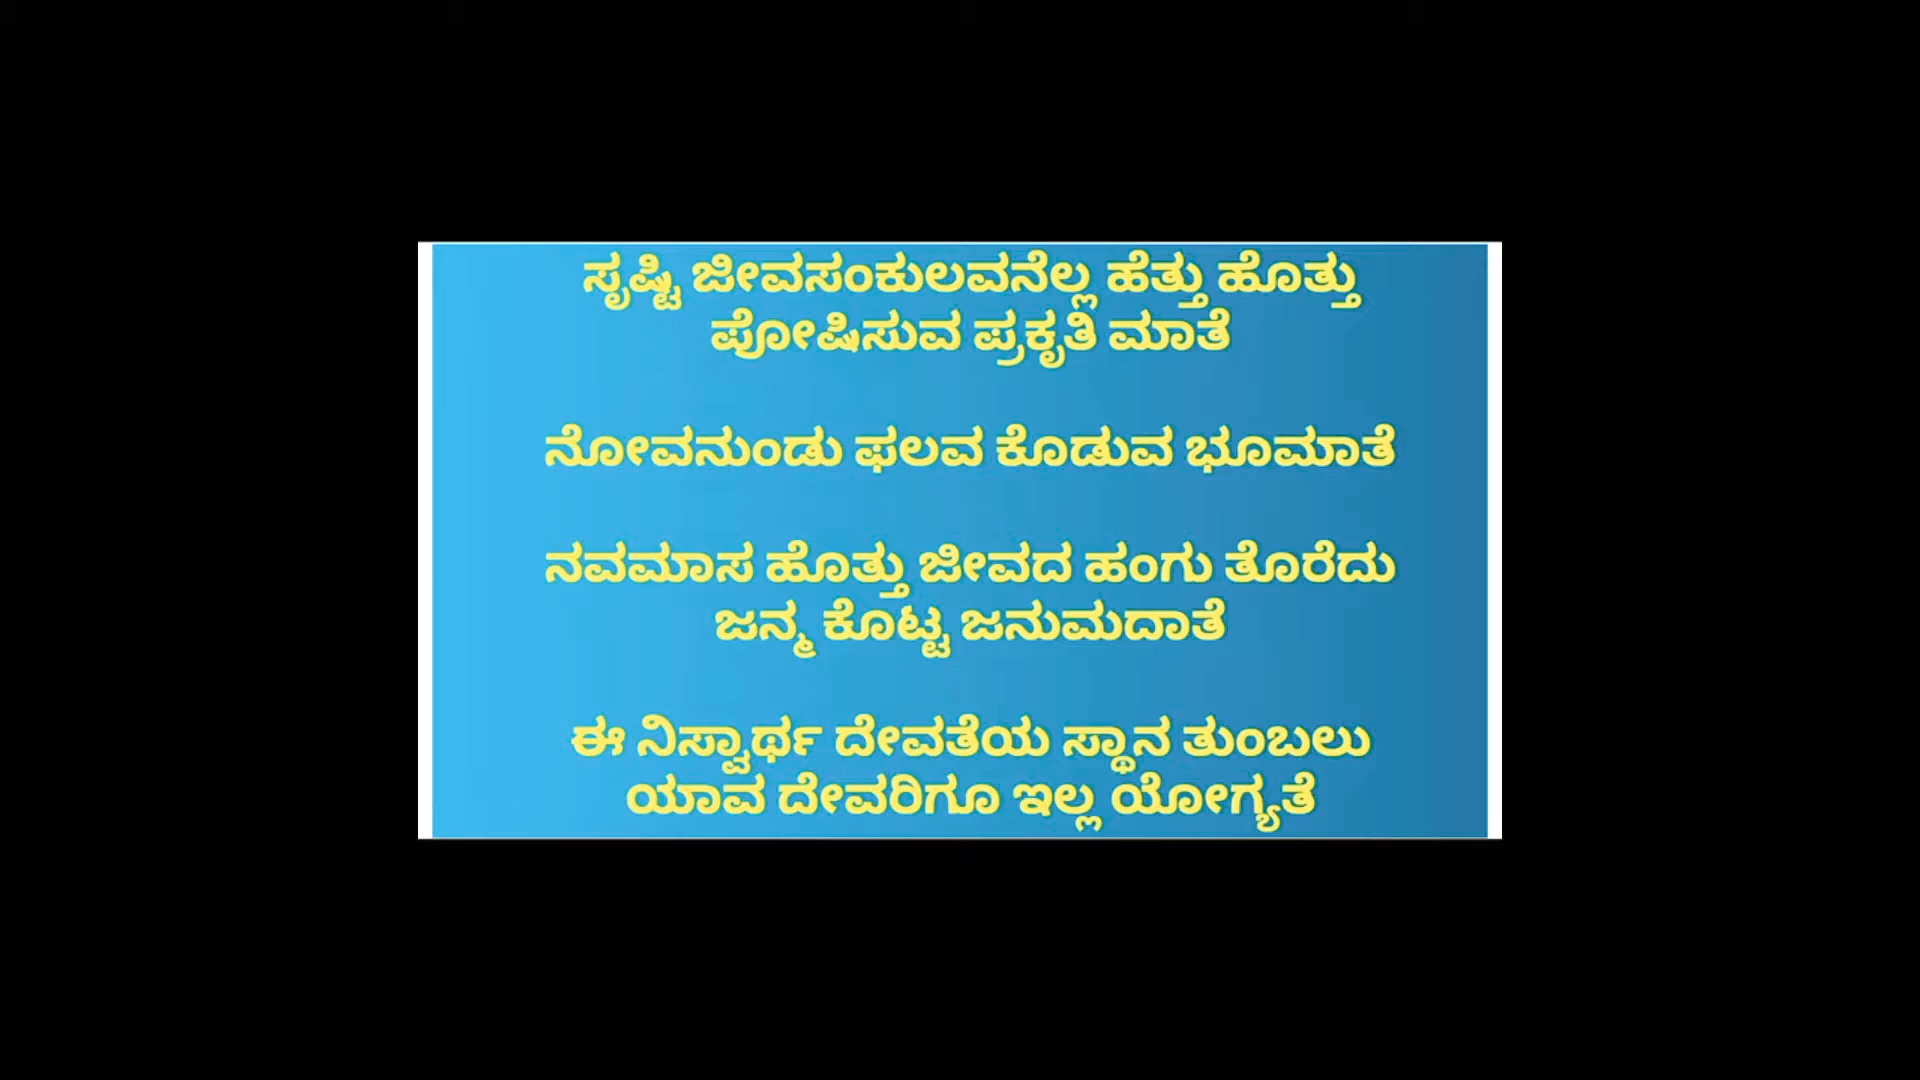 ಸೃಷ್ಟಿ ಜೀವಸಂಕುಲವನೆಲ್ಲ ಹೆತ್ತು ಹೊತ್ತು
ಪೋಷಿಸುವ ಪ್ರಕೃತಿ ಮಾತೆ
ನೋವನುಂಡು ಫಲವ ಕೊಡುವ ಭೂಮಾತೆ
ನವಮಾಸ ಹೊತ್ತು ಜೀವದ ಹಂಗು ತೊರೆದು
ಜನ್ಮ ಕೊಟ್ಟ ಜನುಮದಾತೆ
ಈ ನಿಸ್ವಾರ್ಥ ದೇವತೆಯ ಸ್ಥಾನ ತುಂಬಲು
ಯಾವ ದೇವರಿಗೂ ಇಲ್ಲ ಯೋಗ್ಯತೆ